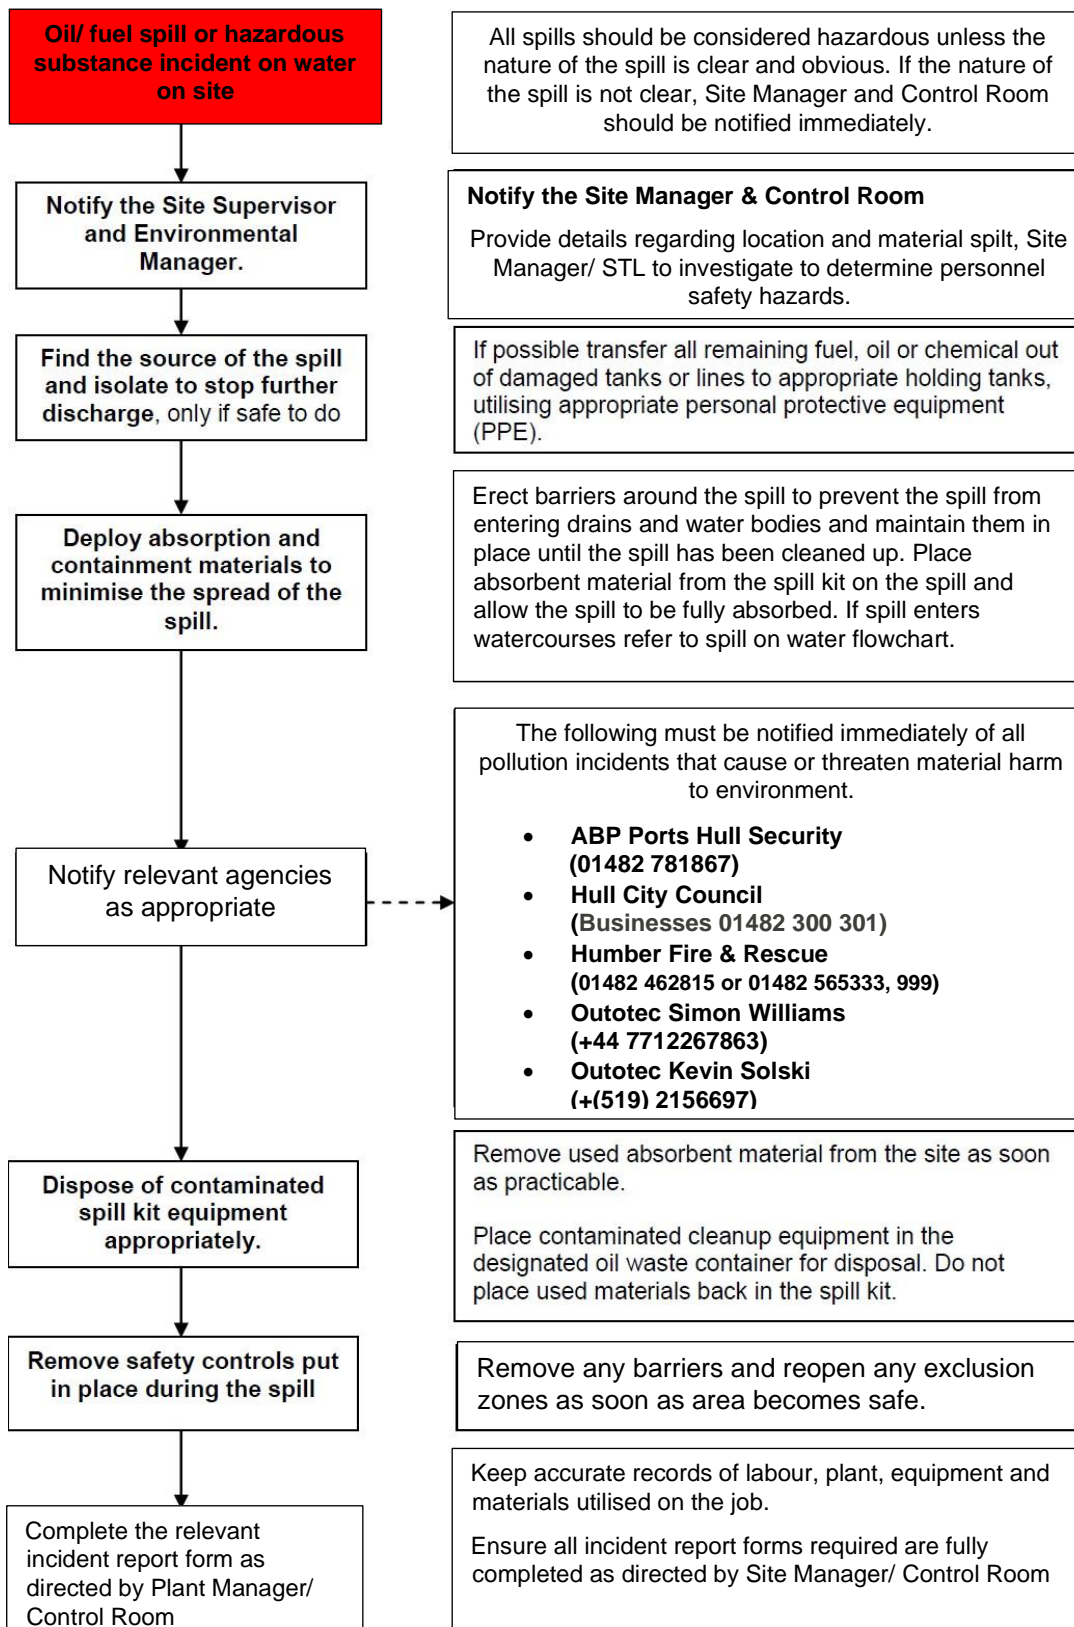 Oil/ fuel spill or hazardous
substance incident on water
on site
All spills should be considered hazardous unless the
nature of the spill is clear and obvious. If the nature of
the spill is not clear, Site Manager and Control Room
should be notified immediately.
Notify the Site Supervisor
and Environmental
Manager.
Notify the Site Manager & Control Room
Provide details regarding location and material spilt, Site
Manager/ STL to investigate to determine personnel
safety hazards.
Find the source of the spill
and isolate to stop further
discharge, only if safe to do
If possible transfer all remaining fuel, oil or chemical out
of damaged tanks or lines to appropriate holding tanks,
utilising appropriate personal protective equipment
(PPE).
Deploy absorption and
containment materials to
minimise the spread of the
spill.
Erect barriers around the spill to prevent the spill from
entering drains and water bodies and maintain them in
place until the spill has been cleaned up. Place
absorbent material from the spill kit on the spill and
allow the spill to be fully absorbed. If spill enters
watercourses refer to spill on water flowchart.
Notify relevant agencies
as appropriate
The following must be notified immediately of all
pollution incidents that cause or threaten material harm
to environment.
• ABP Ports Hull Security
(01482 781867)
• Hull City Council
(Businesses 01482 300 301)
• Humber Fire & Rescue
(01482 462815 or 01482 565333, 999)
• Outotec Simon Williams
(+44 7712267863)
• Outotec Kevin Solski
(+(519) 2156697)
Dispose of contaminated
spill kit equipment
appropriately.
Remove used absorbent material from the site as soon
as practicable.
Place contaminated cleanup equipment in the
designated oil waste container for disposal. Do not
place used materials back in the spill kit.
Remove safety controls put
in place during the spill
Remove any barriers and reopen any exclusion
zones as soon as area becomes safe.
Complete the relevant
incident report form as
directed by Plant Manager/
Control Room
Keep accurate records of labour, plant, equipment and
materials utilised on the job.
Ensure all incident report forms required are fully
completed as directed by Site Manager/ Control Room